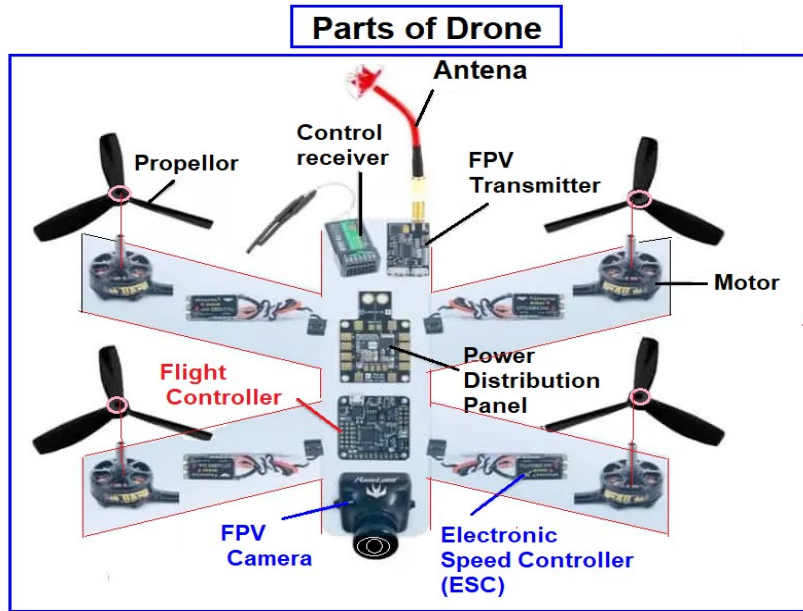 Parts of Drone
Antena
Control
receiver
FPV
Transmitter
Propellor
Motor
Power
Distribution
Panel
Flight
Controller
FPV
Camera
Electronic
Speed Controller
(ESC)